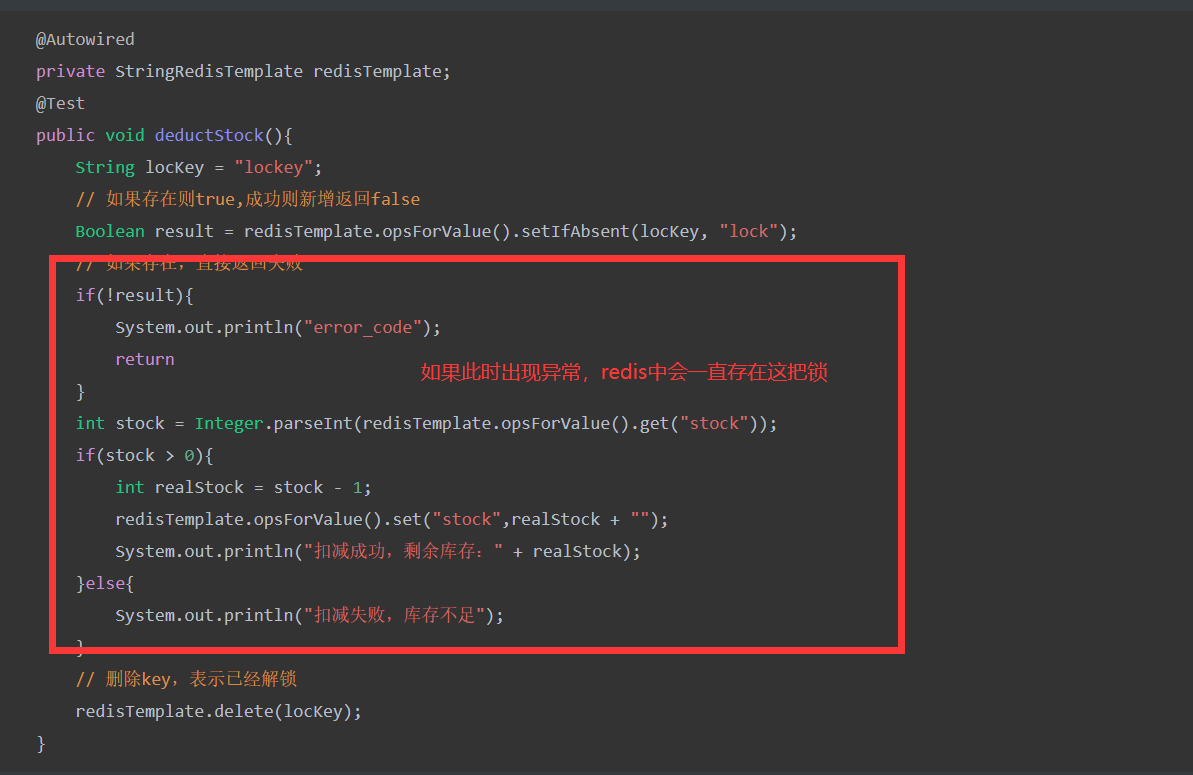 @Autowired
private StringRedisTemplate redisTemplate;
@Test
public void deductStock(){
String locKey = "lockey";
// 如果存在则true,成功则新增返回false
Boolean result = redisTemplate.opsForValue().setIfAbsent(locKey, "lock");
// 如果存在，直接返回失败
if(!result){
System.out.println("error_code");
return
如果此时出现异常，redis中会一直存在这把锁
}
int stock = Integer.parseInt(redisTemplate.opsForValue().get("stock"));
if(stock > 0){
int realStock = stock - 1;
redisTemplate.opsForValue().set("stock",realStock + "");
System.out.println("扣减成功，剩余库存：" + realStock);
}else{
System.out.println("扣减失败，库存不足");
}
// 删除key，表示已经解锁
redisTemplate.delete(locKey);
}